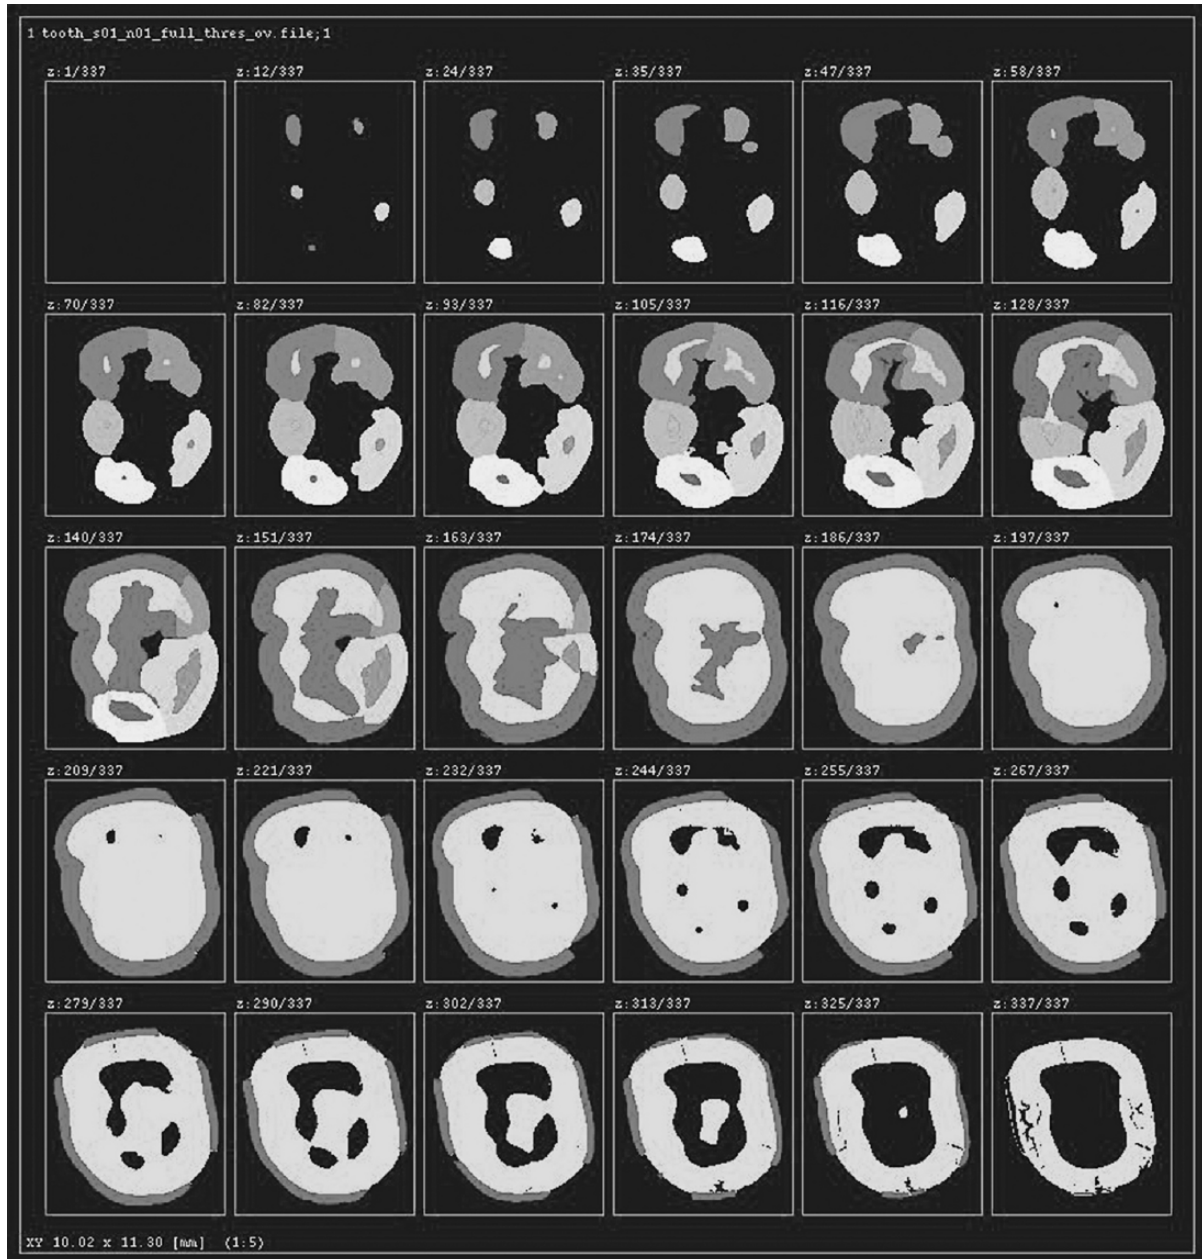 1 tooth_s01_n01_full_thres_ov.file;1
z:1/337 z:12/337 z:24/337 z:35/337 z:47/337 z:58/337
z:70/337 z:82/337 z:93/337 z:105/337 z:116/337 z:128/337
z:140/337 z:151/337 z:163/337 z:174/337 z:186/337 z:197/337
z:209/337 z:221/337 z:232/337 z:244/337 z:255/337 z:267/337
z:279/337 z:290/337 z:302/337 z:313/337 z:325/337 z:337/337
XY 10.02 x 11.30 [mm] (1:5)